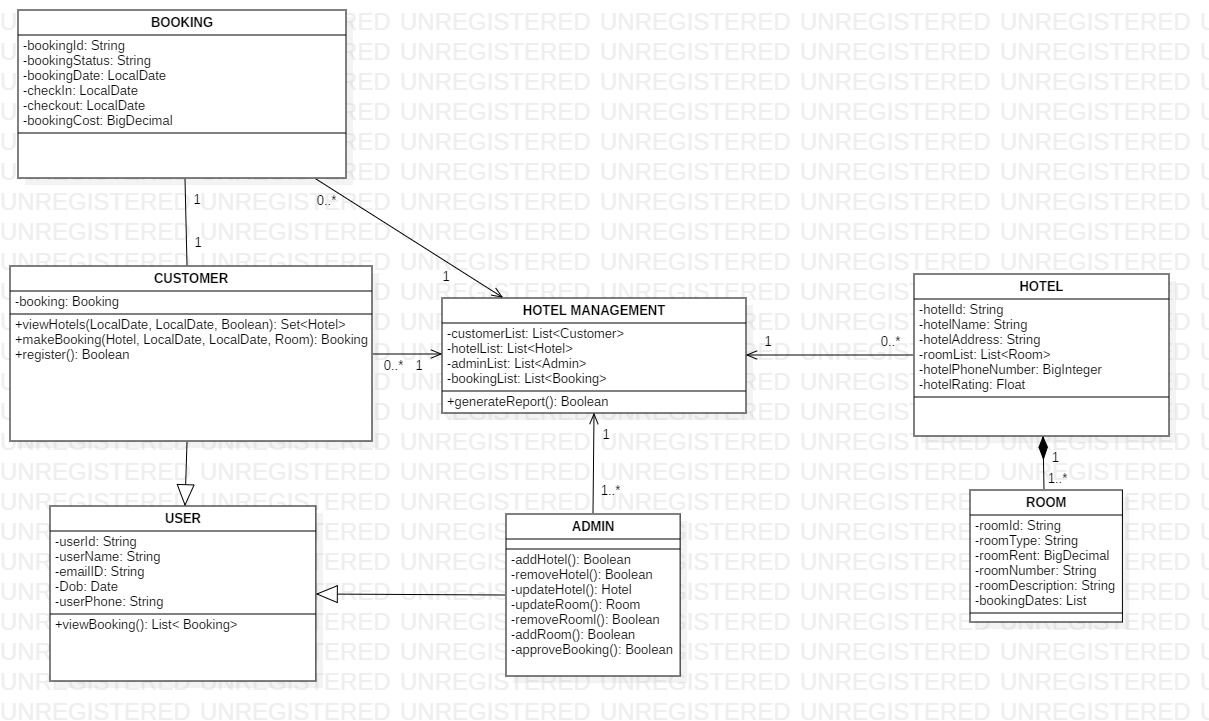 BOOKING
-bookingId: String
-bookingStatus: String
-bookingDate: LocalDate
-checkIn: LocalDate
-checkout: LocalDate
-bookingCost: BigDecimal
1
0..*
1
1
CUSTOMER
-booking: Booking
+viewHotels(LocalDate, LocalDate, Boolean): Set<Hotel>
+makeBooking(Hotel, LocalDate, LocalDate, Room): Booking
+register(): Boolean
0..* 1
HOTEL MANAGEMENT
-customerList: List<Customer>
-hotelList: List<Hotel>
-adminList: List<Admin>
-bookingList: List<Booking>
+generateReport(): Boolean
1
0..*
HOTEL
-hotelId: String
-hotelName: String
-hotelAddress: String
-roomList: List<Room>
-hotelPhoneNumber: BigInteger
-hotelRating: Float
1
1..*
1
1..*
USER
-userId: String
-userName: String
-emailID: String
-Dob: Date
-userPhone: String
+viewBooking(): List< Booking>
ADMIN
-addHotel(): Boolean
-removeHotel(): Boolean
-updateHotel(): Hotel
-updateRoom(): Room
-removeRooml(): Boolean
-addRoom(): Boolean
-approveBooking(): Boolean
ROOM
-roomId: String
-roomType: String
-roomRent: BigDecimal
-roomNumber: String
-roomDescription: String
-bookingDates: List
UNREGISTERED